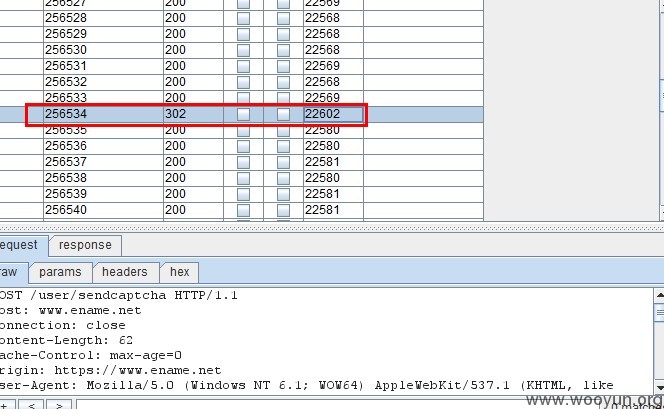 256527 200 22569
256528 200 22568
256529 200 22568
256530 200 22568
256531 200 22569
256532 200 22568
256533 200 22569
256534 302 22602
256535 200 22580
256536 200 22580
256537 200 22581
256538 200 22580
256539 200 22581
256540 200 22581
equest response
aw params headers hex
OST /user/sendcaptcha HTTP/1.1
ost: www.ename.net
onnection: close
ontent-Length: 62
ache-Control: max-age=0
rigin: https://www.ename.net
ser-Agent: Mozilla/5.0 (Windows NT 6.1; WOW64) AppleWebKit/537.1 (KHTML, like
+ < > 0 matches
www.wooyun.org